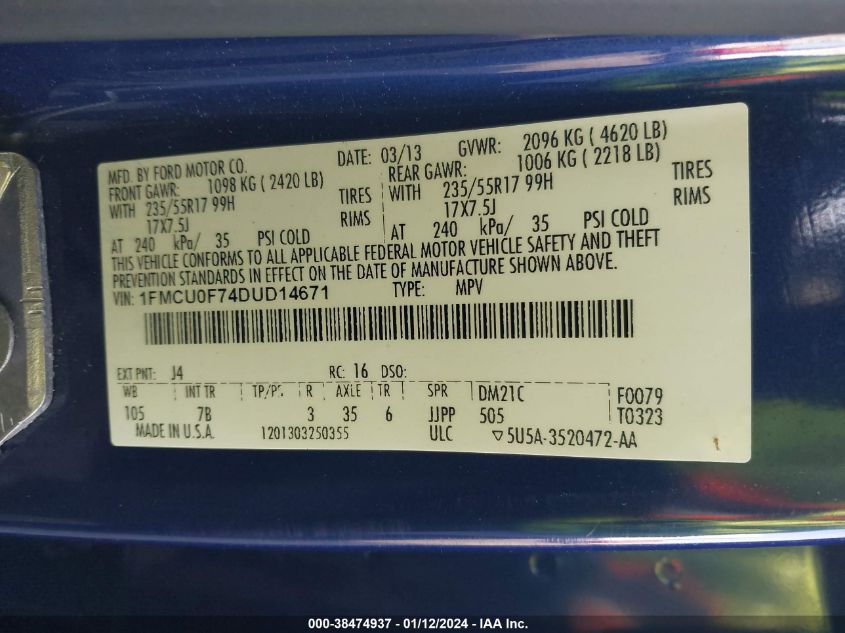 MFD. BY FORD MOTOR CO. DATE: 03/13 GVWR: 2096 KG ( 4620 LB)
FRONT GAWR: 1098 KG ( 2420 LB) REAR GAWR: 1006 KG ( 2218 LB)
WITH 235/55R17 99H TIRES WITH 235/55R17 99H TIRES
17X7.5J RIMS 17X7.5J RIMS
AT 240 kPa/ 35 PSI COLD AT 240 kPa/ 35 PSI COLD
THIS VEHICLE CONFORMS TO ALL APPLICABLE FEDERAL MOTOR VEHICLE SAFETY AND THEFT
PREVENTION STANDARDS IN EFFECT ON THE DATE OF MANUFACTURE SHOWN ABOVE.
VIN: 1FMCU0F74DUD14671 TYPE: MPV
EXT PNT: J4 RC: 16 DSO:
WB INT TR TP/PS R AXLE TR SPR DM21C F0079
105 7B 3 35 6 JJPP 505 T0323
MADE IN U.S.A. 1201303250355 ULC ▽5U5A-3520472-AA
000-38474937 - 01/12/2024 - IAA Inc.